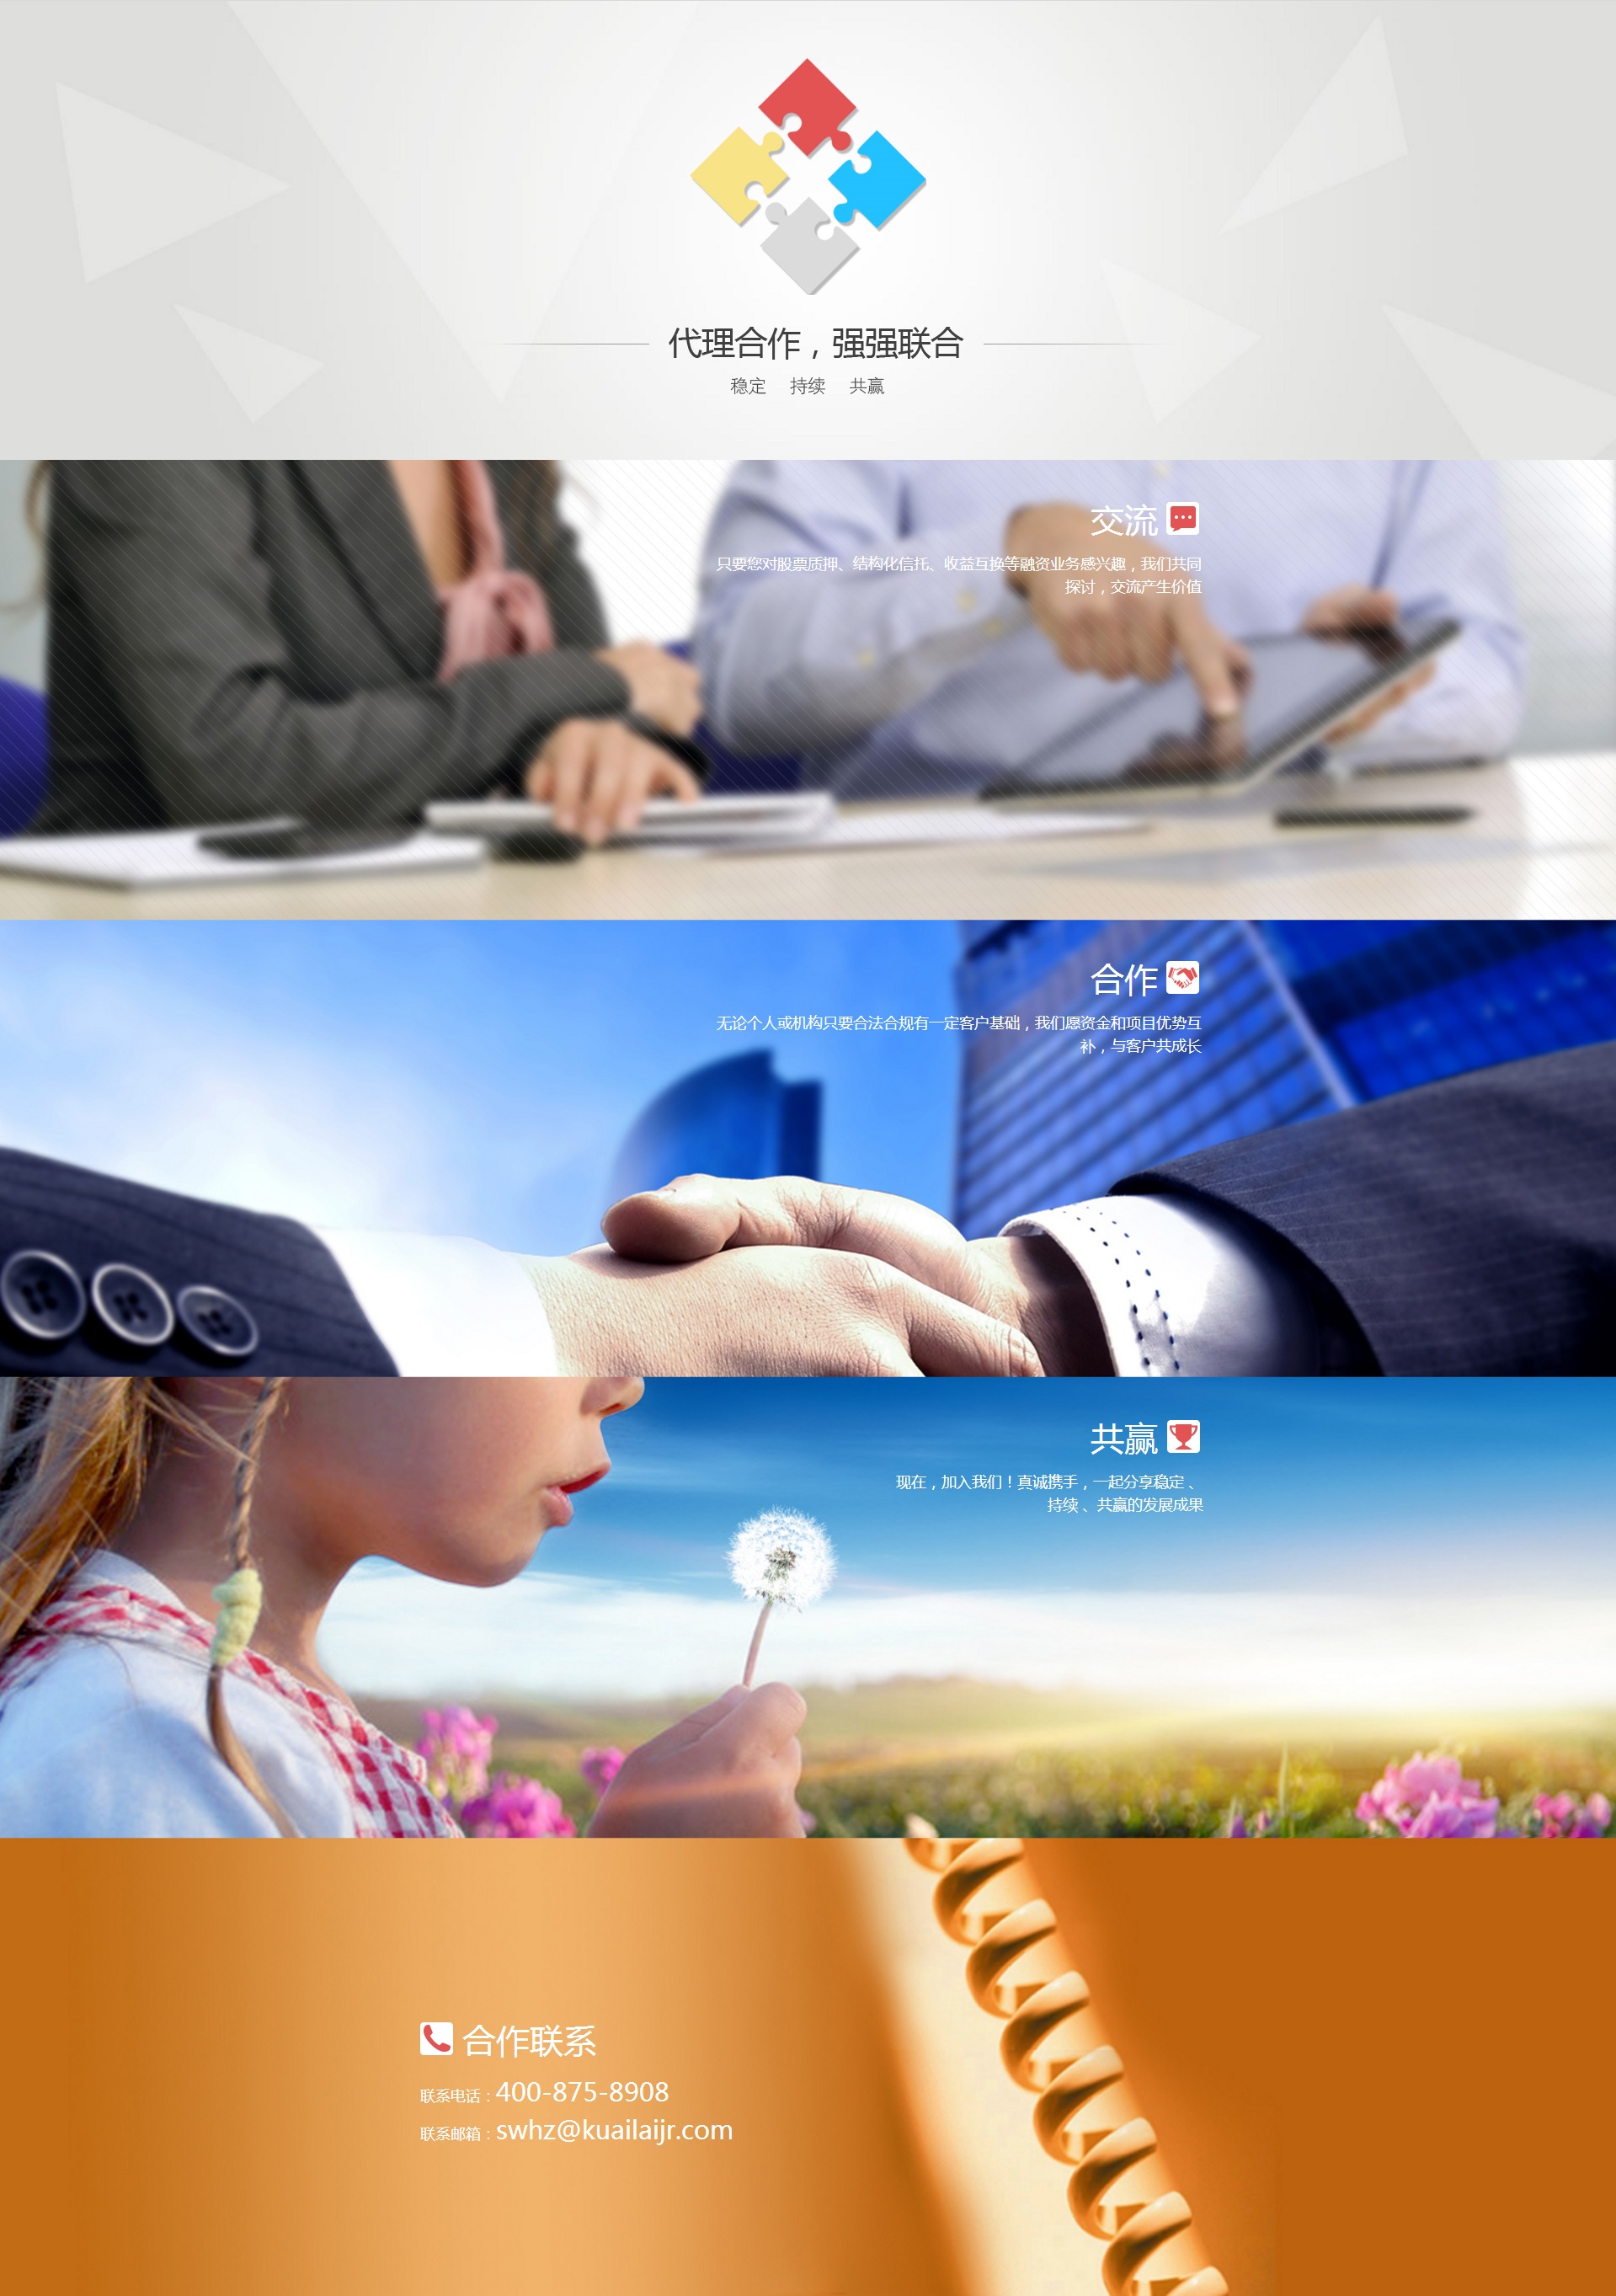 代理合作，强强联合
稳定 持续 共赢
交流
只要您对股票质押、结构化信托、收益互换等融资业务感兴趣，我们共同
探讨，交流产生价值
合作
无论个人或机构只要合法合规有一定客户基础，我们愿资金和项目优势互
补，与客户共成长
共赢
现在，加入我们！真诚携手，一起分享稳定、
持续、共赢的发展成果
合作联系
联系电话：400-875-8908
联系邮箱：swhz@kuailaijr.com